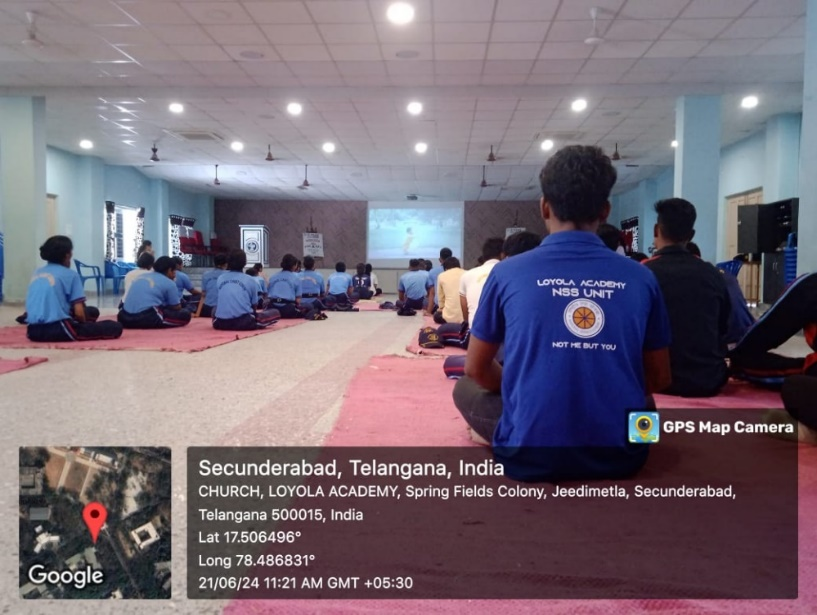 LOYOLA ACADEMY
NSS UNIT
NOT ME BUT YOU
GPS Map Camera
Secunderabad, Telangana, India
CHURCH, LOYOLA ACADEMY, Spring Fields Colony, Jeedimetla, Secunderabad,
Telangana 500015, India
Lat 17.506496°
Long 78.486831°
21/06/24 11:21 AM GMT +05:30
Google